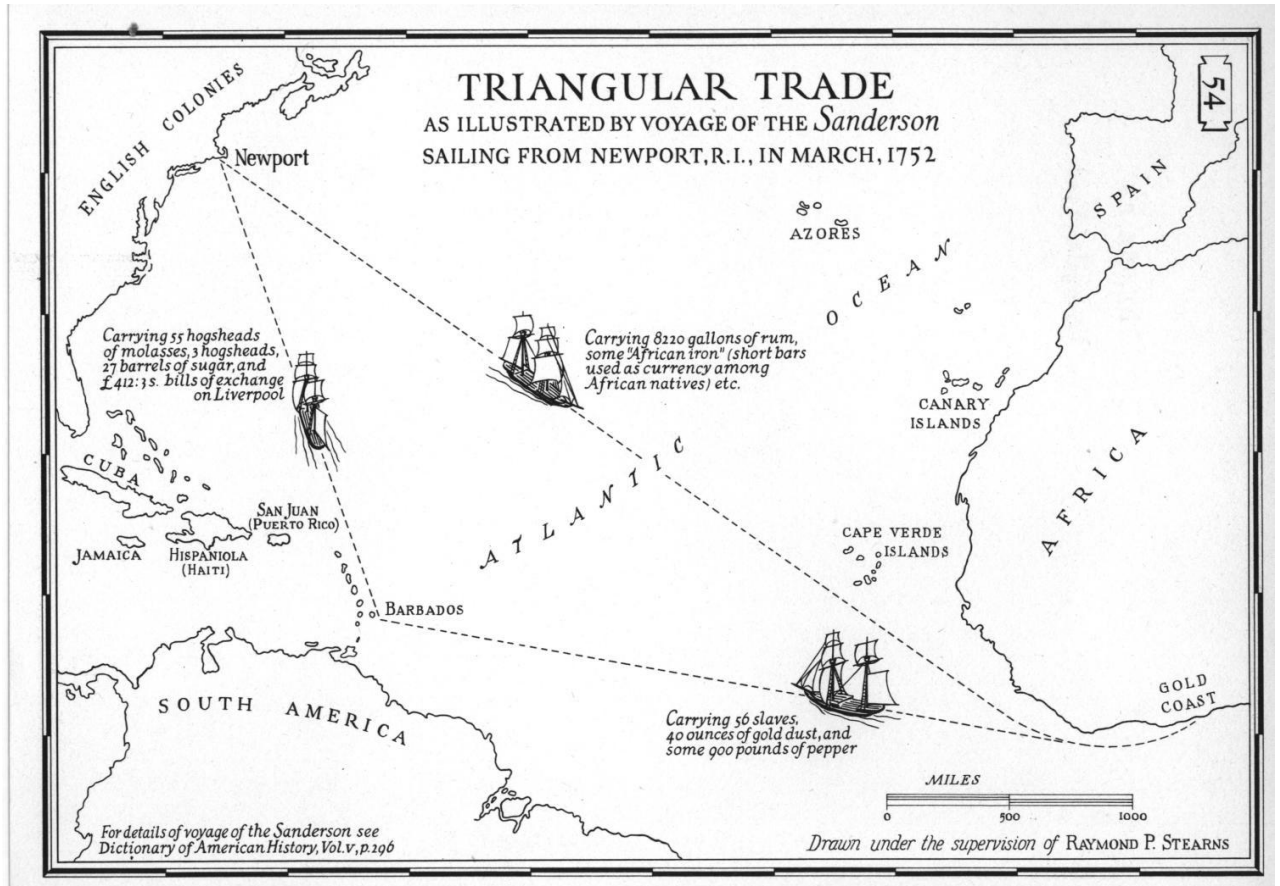 TRIANGULAR TRADE
AS ILLUSTRATED BY VOYAGE OF THE Sanderson
SAILING FROM NEWPORT, R.I., IN MARCH, 1752
54
ENGLISH COLONIES
Newport
SPAIN
AZORES
ATLANTIC OCEAN
Carrying 55 hogsheads
of molasses, 3 hogsheads,
27 barrels of sugar, and
£412:3s. bills of exchange
on Liverpool
Carrying 8220 gallons of rum,
some "African iron" (short bars
used as currency among
African natives) etc.
CANARY
ISLANDS
AFRICA
CUBA
SAN JUAN
(PUERTO RICO)
JAMAICA
HISPANIOLA
(HAITI)
CAPE VERDE
ISLANDS
BARBADOS
SOUTH AMERICA
GOLD
COAST
Carrying 56 slaves,
40 ounces of gold dust, and
some 900 pounds of pepper
MILES
0 500 1000
For details of voyage of the Sanderson see
Dictionary of American History, Vol. V, p. 296
Drawn under the supervision of RAYMOND P. STEARNS